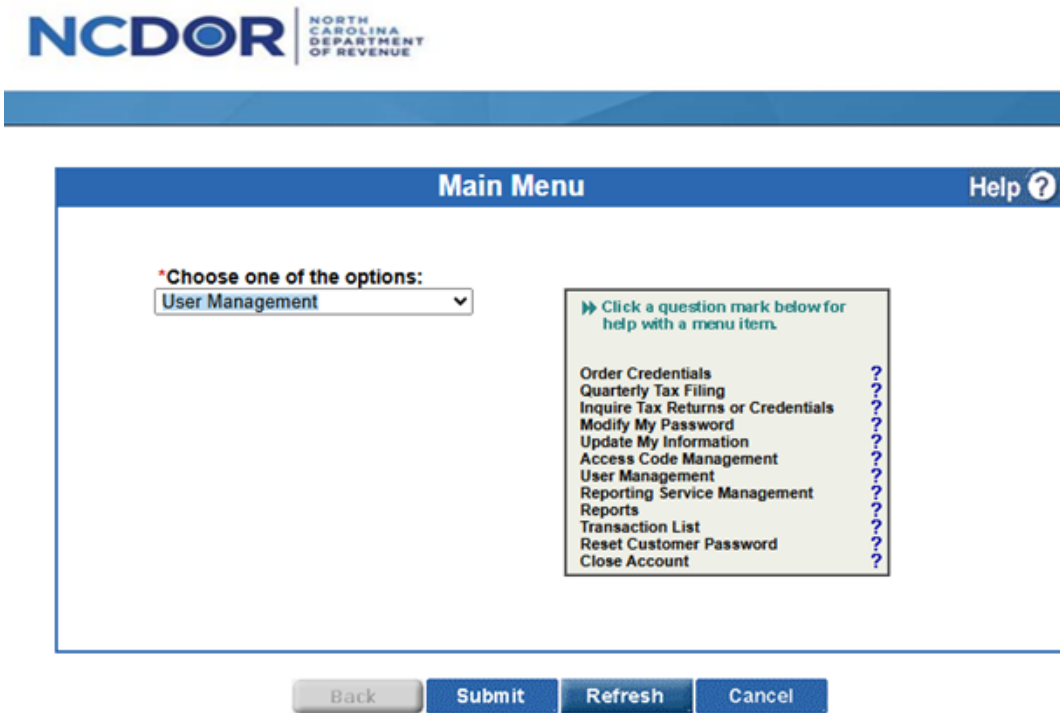 NCDOR
NORTH
CAROLINA
DEPARTMENT
OF REVENUE
Main Menu
Help ?
*Choose one of the options:
User Management
Click a question mark below for
help with a menu item.
Order Credentials ?
Quarterly Tax Filing ?
Inquire Tax Returns or Credentials ?
Modify My Password ?
Update My Information ?
Access Code Management ?
User Management ?
Reporting Service Management ?
Reports ?
Transaction List ?
Reset Customer Password ?
Close Account ?
Back Submit Refresh Cancel